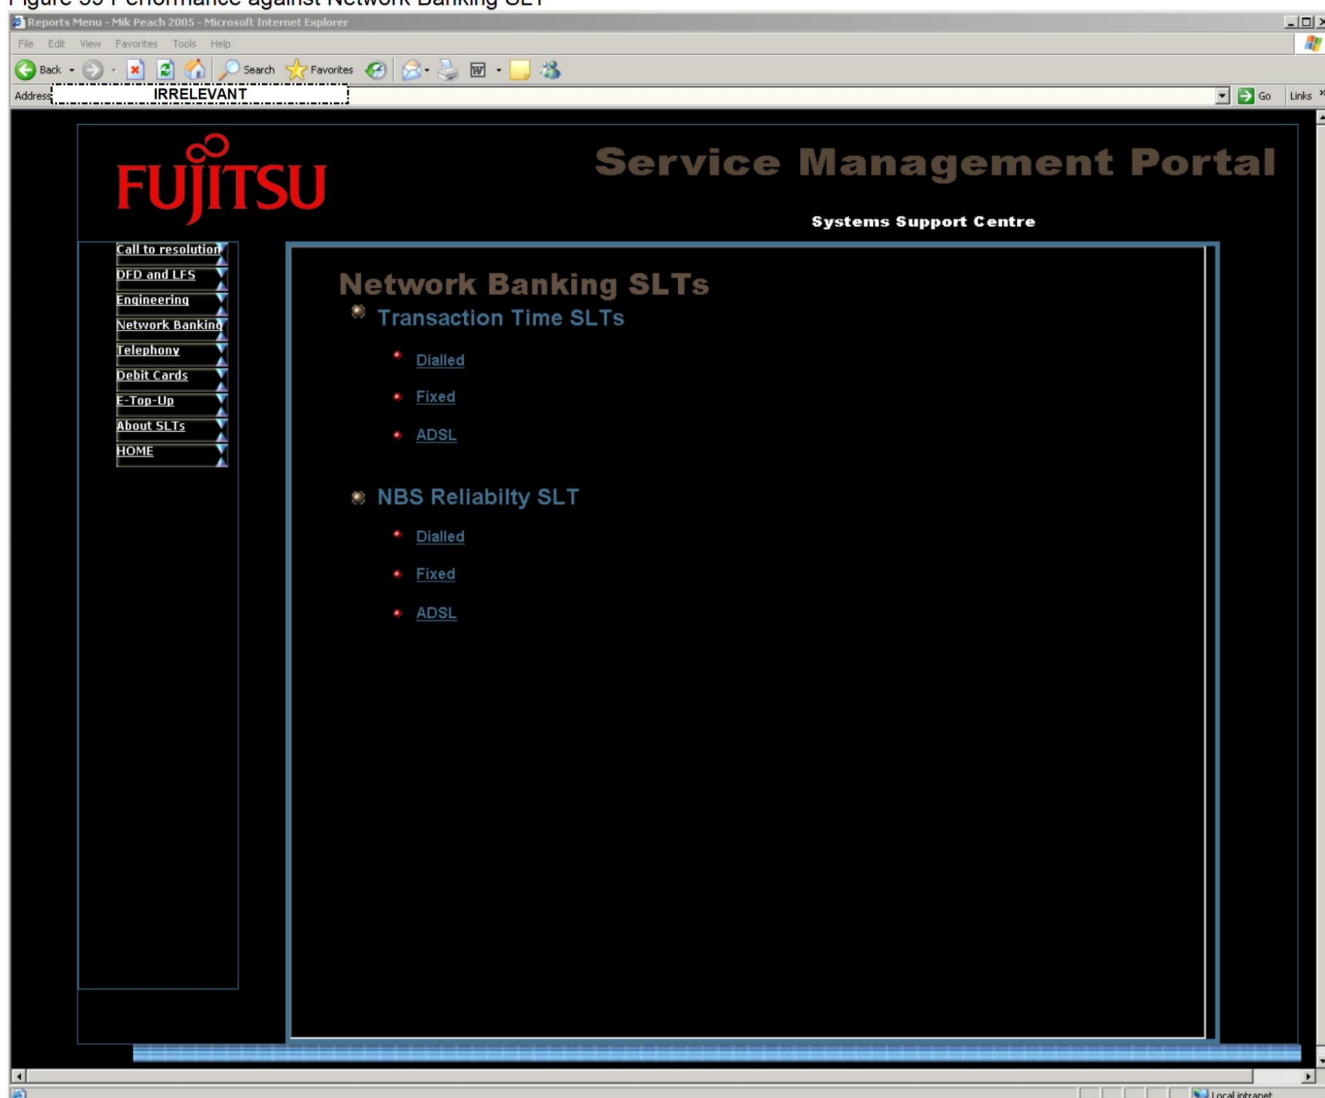 Figure 35 Performance against Network Banking SLT
Reports Menu - Mik Peach 2005 - Microsoft Internet Explorer
File Edit View Favorites Tools Help
Back Search Favorites
Address IRRELEVANT Go Links »
FUJITSU
Service Management Portal
Systems Support Centre
Call to resolution
DFD and LFS
Engineering
Network Banking
Telephony
Debit Cards
E-Top-Up
About SLTs
HOME
Network Banking SLTs
Transaction Time SLTs
Dialled
Fixed
ADSL
NBS Reliabilty SLT
Dialled
Fixed
ADSL
Local intranet